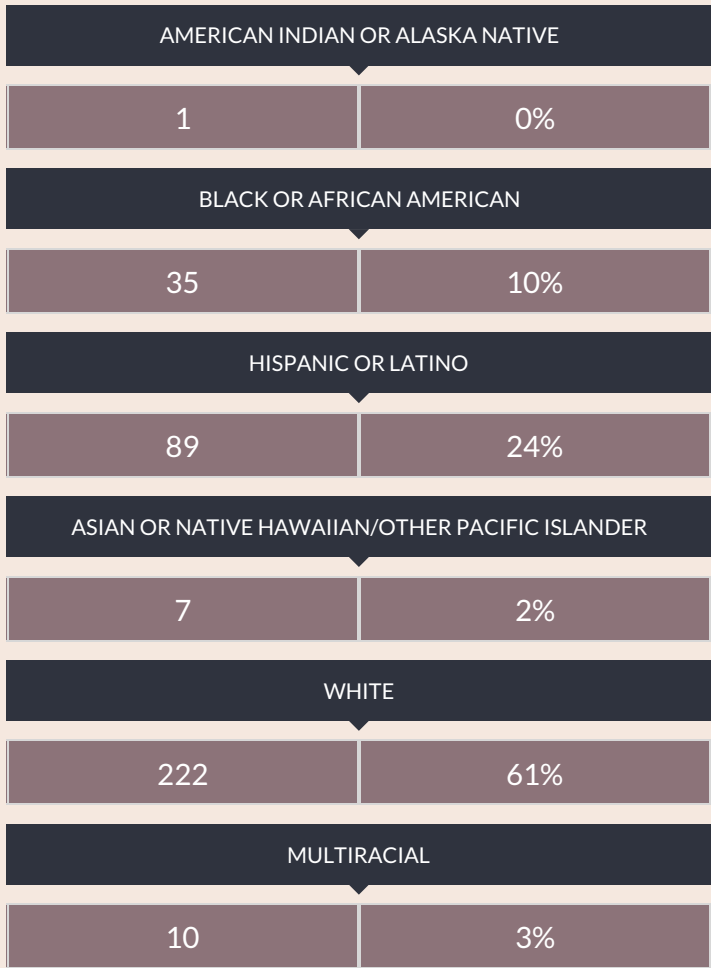 AMERICAN INDIAN OR ALASKA NATIVE
1 0%
BLACK OR AFRICAN AMERICAN
35 10%
HISPANIC OR LATINO
89 24%
ASIAN OR NATIVE HAWAIIAN/OTHER PACIFIC ISLANDER
7 2%
WHITE
222 61%
MULTIRACIAL
10 3%